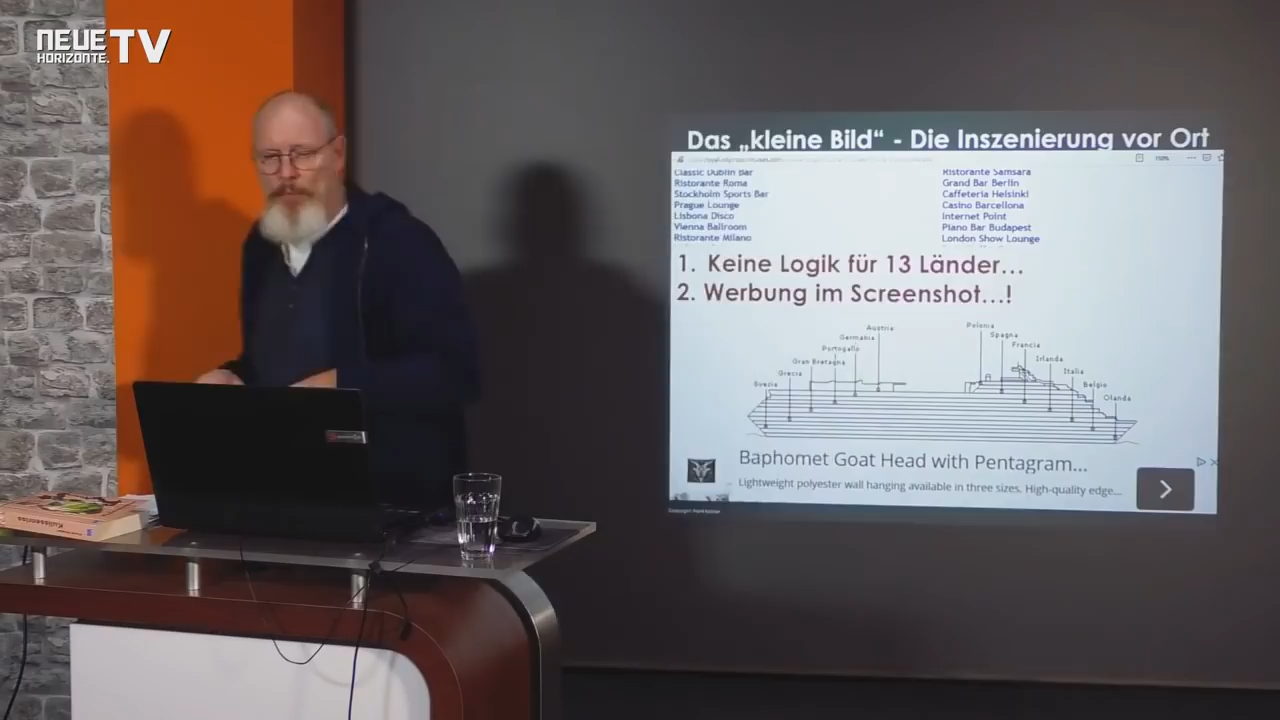 NEUE HORIZONTE. TV
Das „kleine Bild“ - Die Inszenierung vor Ort
Classic Dublin Bar
Ristorante Roma
Stockholm Sports Bar
Prague Lounge
Lisbona Disco
Vienna Ballroom
Ristorante Milano
Ristorante Samsara
Grand Bar Berlin
Caffeteria Helsinki
Casino Barcellona
Internet Point
Piano Bar Budapest
London Show Lounge
1. Keine Logik für 13 Länder...
2. Werbung im Screenshot...!
Svezia
Grecia
Gran Bretagna
Portogallo
Germania
Austria
Polonia
Spagna
Francia
Irlanda
Italia
Belgio
Olanda
Baphomet Goat Head with Pentagram...
Lightweight polyester wall hanging available in three sizes. High-quality edge...